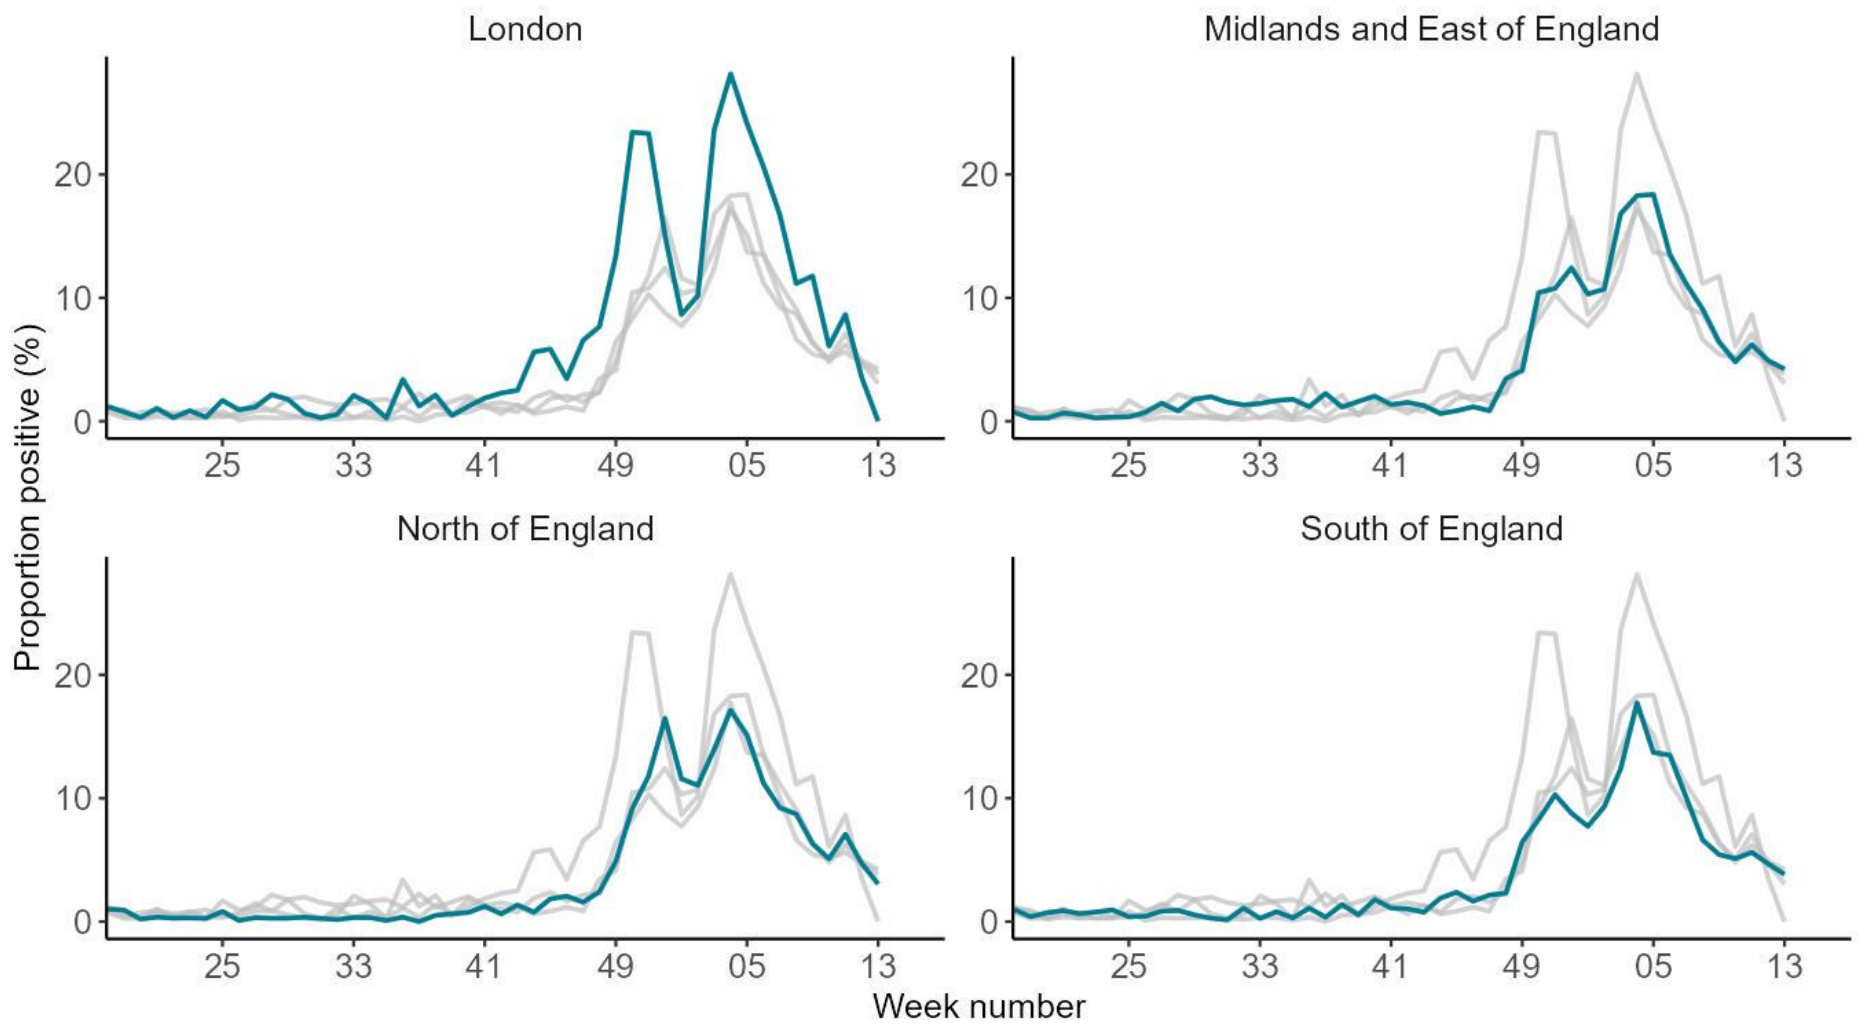 London
Midlands and East of England
20
10
0
25 33 41 49 05 13
20
10
0
25 33 41 49 05 13
North of England
South of England
20
10
0
25 33 41 49 05 13
20
10
0
25 33 41 49 05 13
Proportion positive (%)
Week number